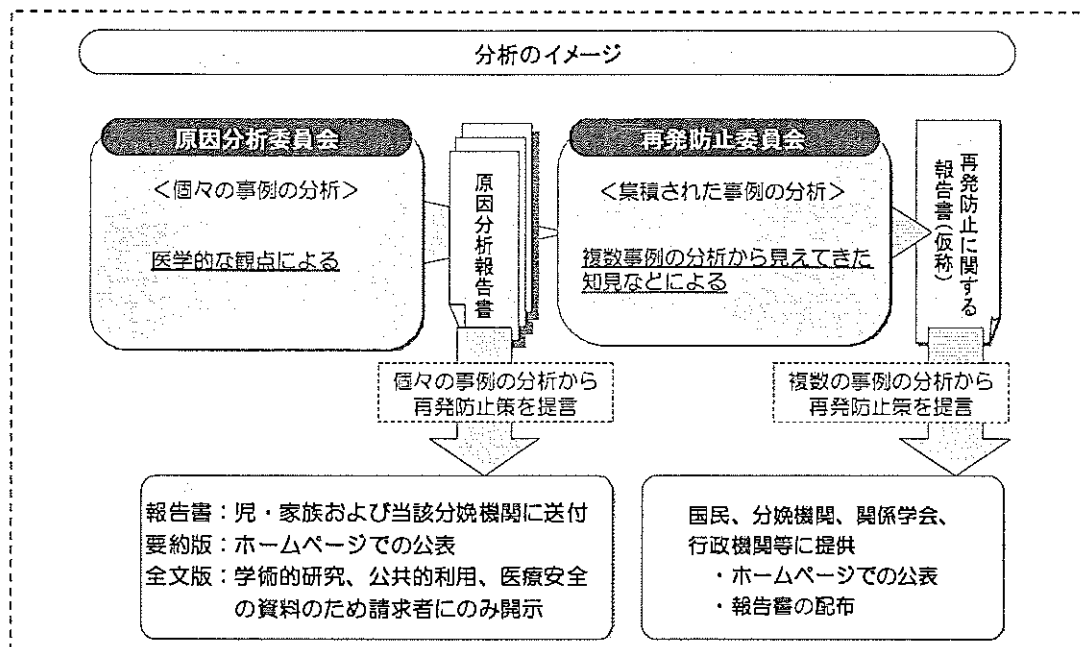 分析のイメージ
原因分析委員会
＜個々の事例の分析＞
医学的な観点による
原因分析報告書
再発防止委員会
＜集積された事例の分析＞
複数事例の分析から見えてきた
知見などによる
再発防止に関する
報告書(仮称)
個々の事例の分析から
再発防止策を提言
複数の事例の分析から
再発防止策を提言
報告書：児・家族および当該分娩機関に送付
要約版：ホームページでの公表
全文版：学術的研究、公共的利用、医療安全
の資料のため請求者にのみ開示
国民、分娩機関、関係学会、
行政機関等に提供
・ホームページでの公表
・報告書の配布